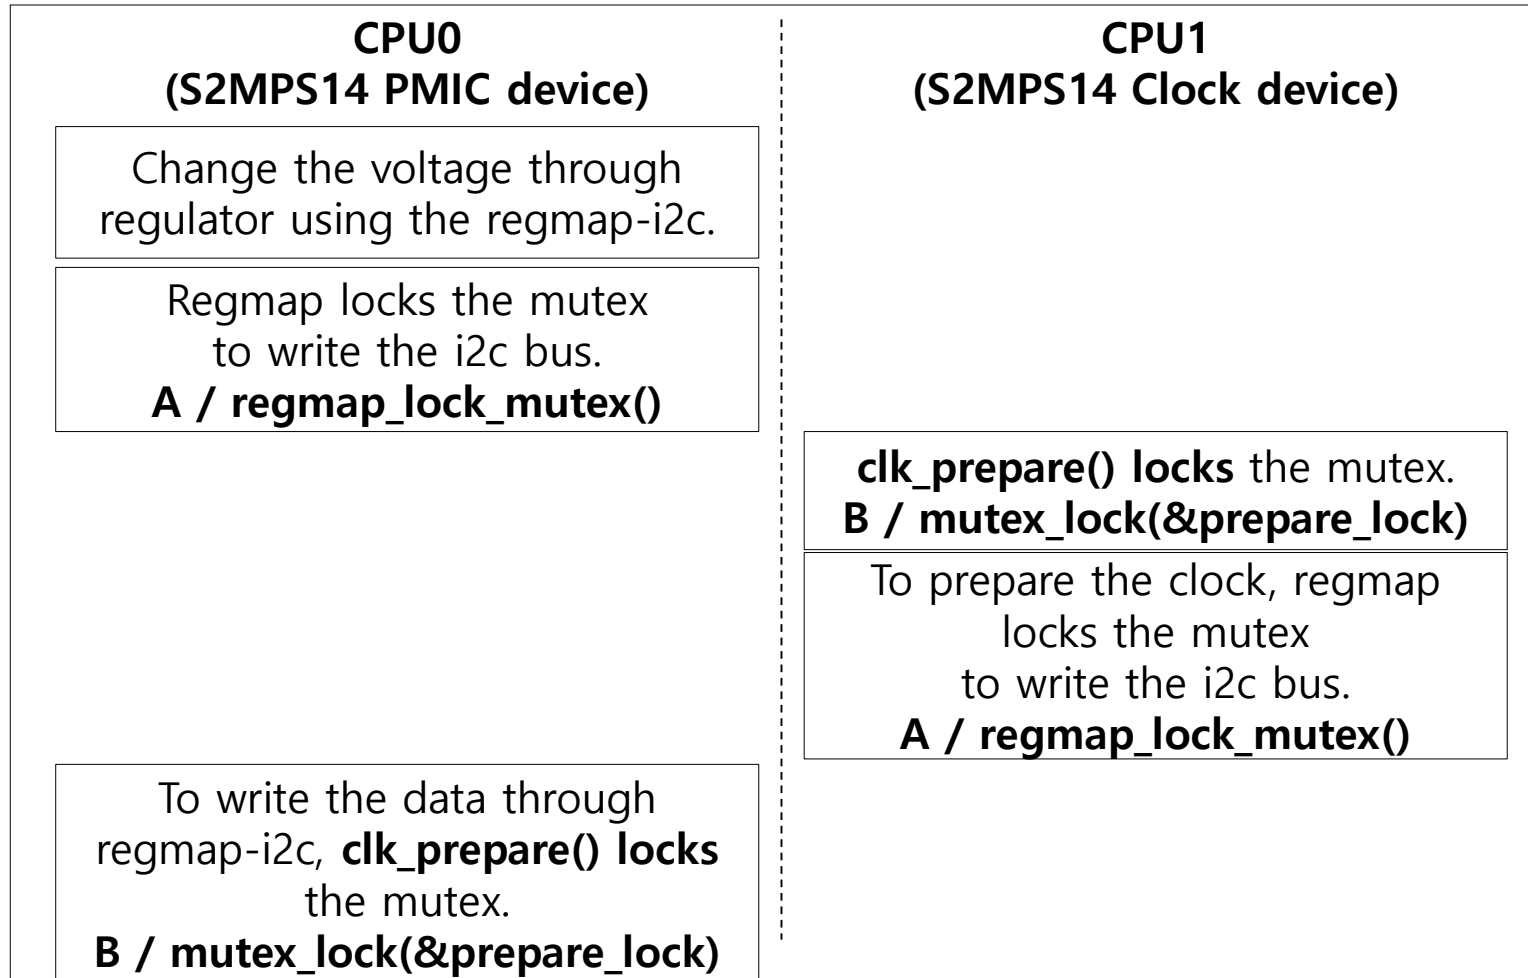 CPU0
(S2MPS14 PMIC device)
CPU1
(S2MPS14 Clock device)
Change the voltage through
regulator using the regmap-i2c.
Regmap locks the mutex
to write the i2c bus.
A / regmap_lock_mutex()
clk_prepare() locks the mutex.
B / mutex_lock(&prepare_lock)
To prepare the clock, regmap
locks the mutex
to write the i2c bus.
A / regmap_lock_mutex()
To write the data through
regmap-i2c, clk_prepare() locks
the mutex.
B / mutex_lock(&prepare_lock)